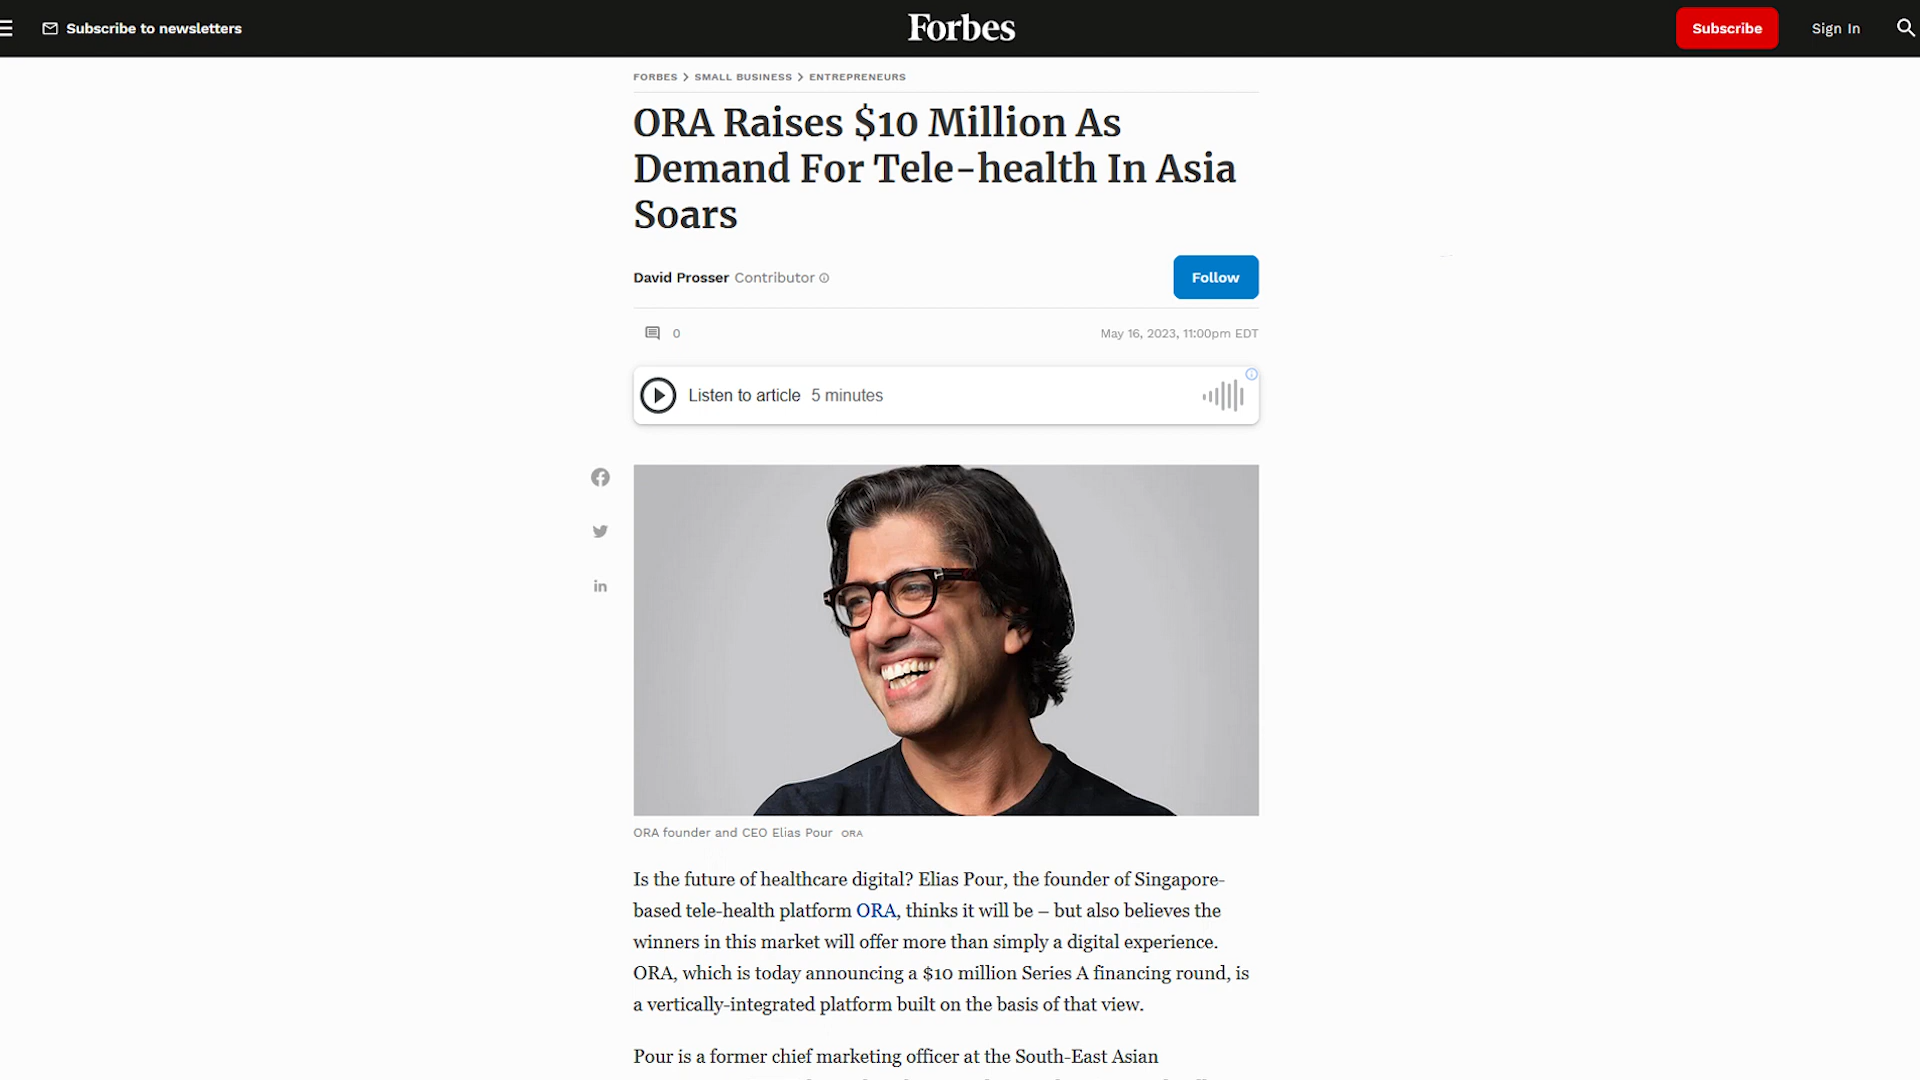 Subscribe to newsletters
Forbes
Subscribe
Sign In
FORBES > SMALL BUSINESS > ENTREPRENEURS
ORA Raises $10 Million As
Demand For Tele-health In Asia
Soars
David Prosser Contributor
Follow
0
May 16, 2023, 11:00pm EDT
Listen to article 5 minutes
in
ORA founder and CEO Elias Pour ORA
Is the future of healthcare digital? Elias Pour, the founder of Singapore-
based tele-health platform ORA, thinks it will be – but also believes the
winners in this market will offer more than simply a digital experience.
ORA, which is today announcing a $10 million Series A financing round, is
a vertically-integrated platform built on the basis of that view.
Pour is a former chief marketing officer at the South-East Asian